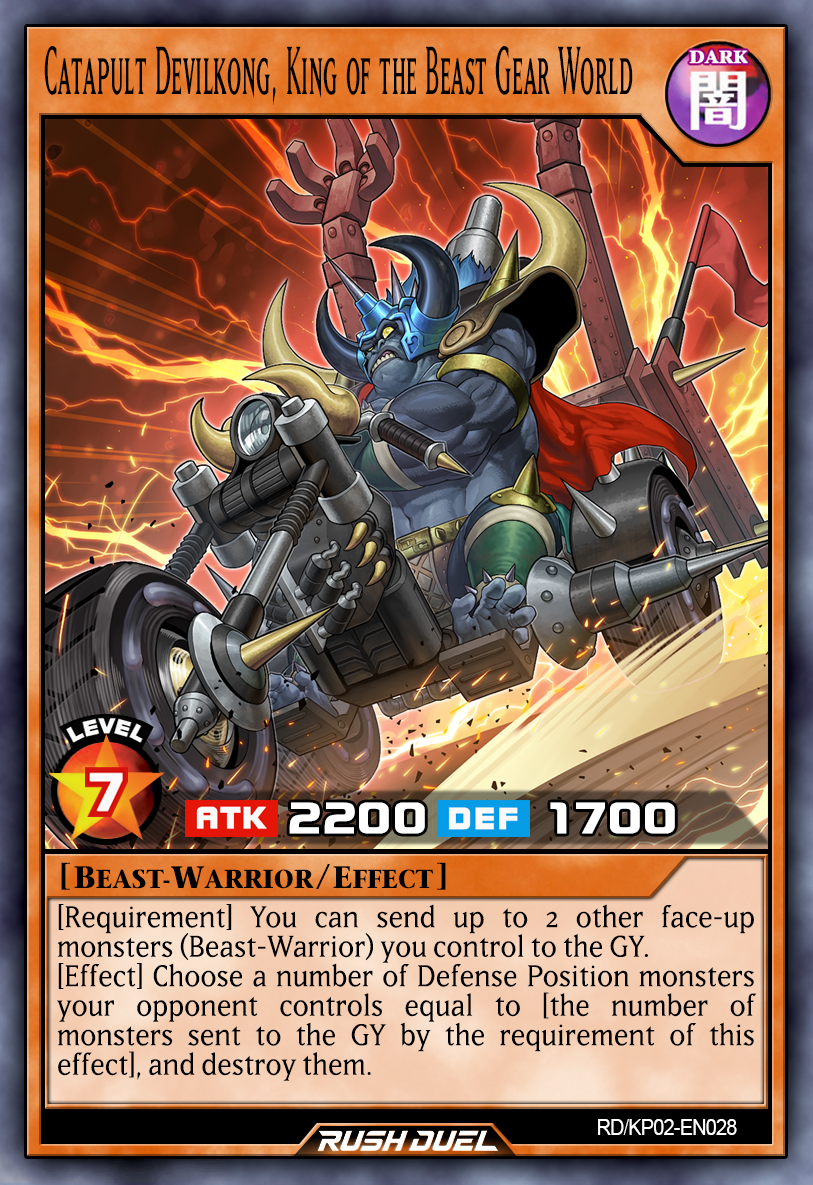 Catapult Devilkong, King of the Beast Gear World
DARK
闇
LEVEL
7
ATK 2200 DEF 1700
[Beast-Warrior/Effect]
[Requirement] You can send up to 2 other face-up
monsters (Beast-Warrior) you control to the GY.
[Effect] Choose a number of Defense Position monsters
your opponent controls equal to [the number of
monsters sent to the GY by the requirement of this
effect], and destroy them.
RUSH DUEL
RD/KP02-EN028